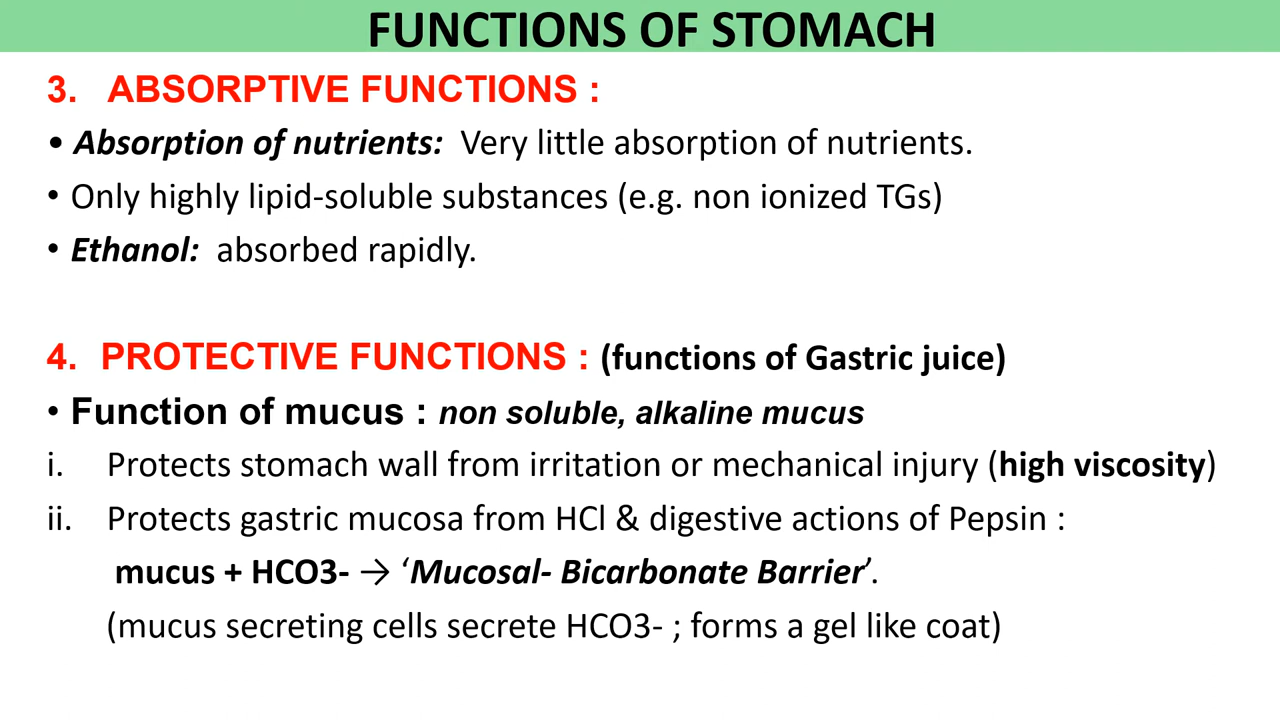 FUNCTIONS OF STOMACH
3. ABSORPTIVE FUNCTIONS :
• Absorption of nutrients: Very little absorption of nutrients.
• Only highly lipid-soluble substances (e.g. non ionized TGs)
• Ethanol: absorbed rapidly.
4. PROTECTIVE FUNCTIONS : (functions of Gastric juice)
• Function of mucus : non soluble, alkaline mucus
i. Protects stomach wall from irritation or mechanical injury (high viscosity)
ii. Protects gastric mucosa from HCl & digestive actions of Pepsin :
mucus + HCO3- → ‘Mucosal- Bicarbonate Barrier’.
(mucus secreting cells secrete HCO3- ; forms a gel like coat)